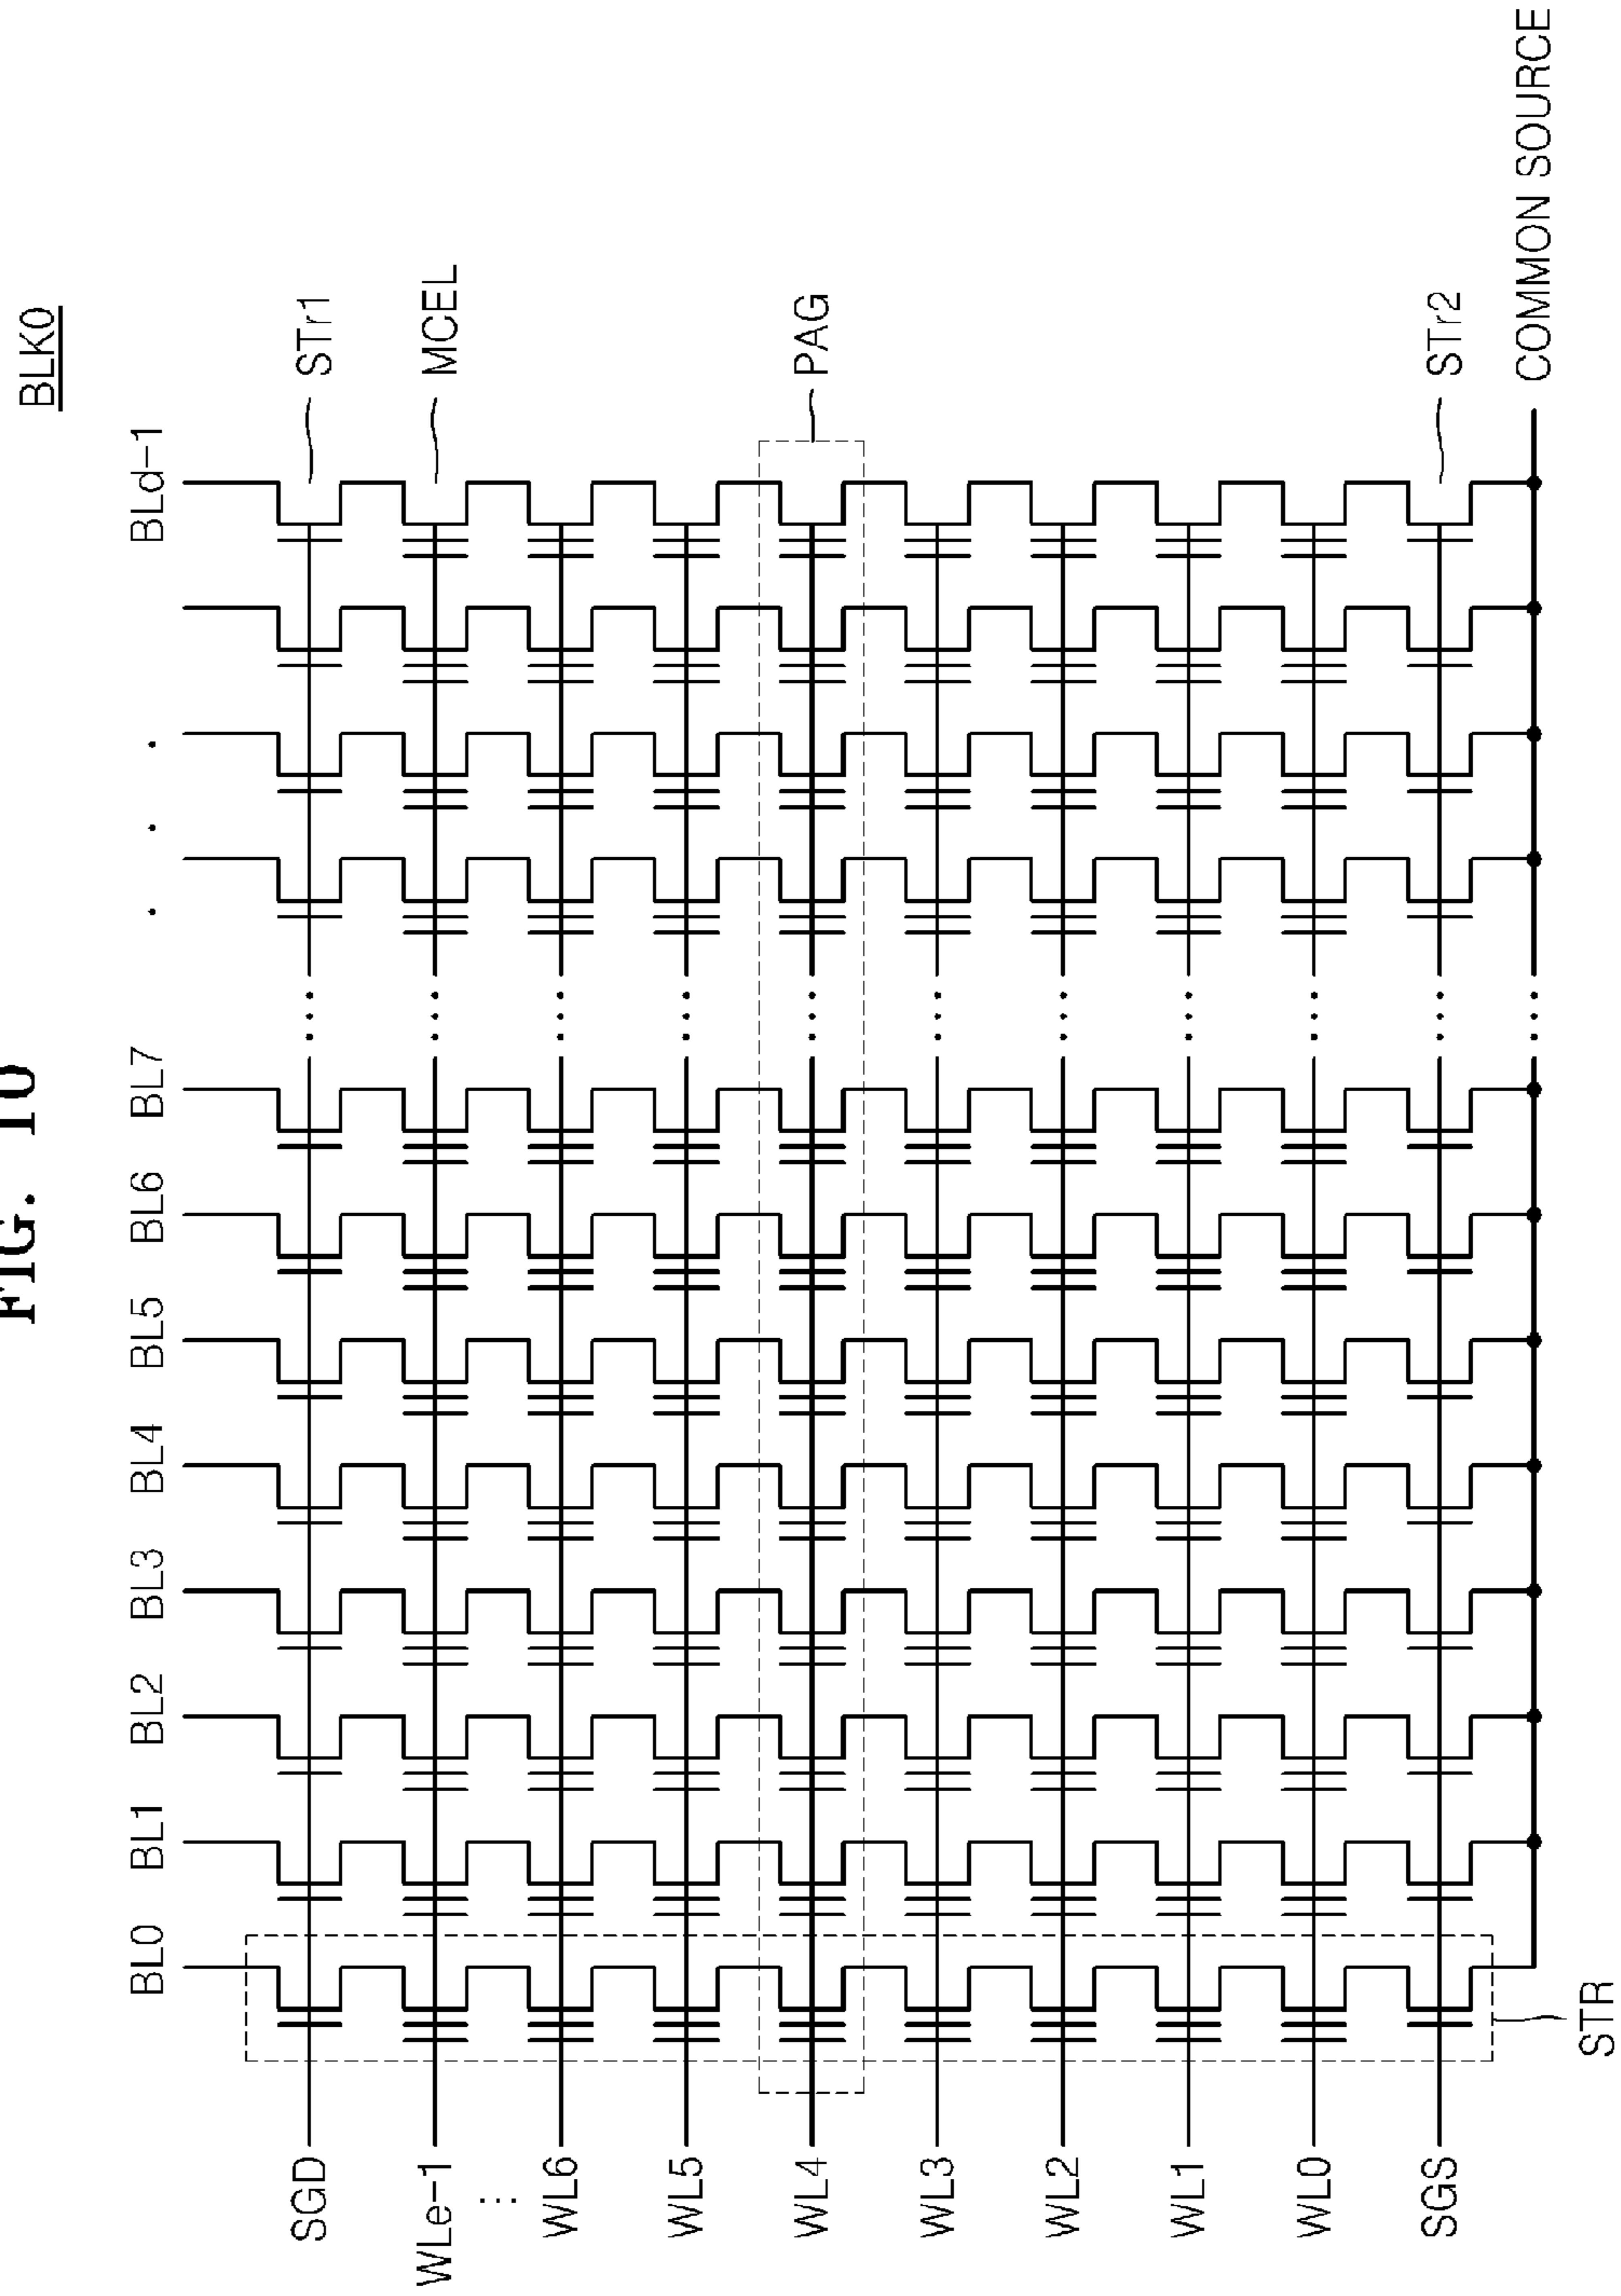 FIG. 10
BLK0
BL0 BL1 BL2 BL3 BL4 BL5 BL6 BL7 . . . BLd-1
SGD
STr1
WLe-1
MCEL
⋮
WL6
WL5
WL4
PAG
WL3
WL2
WL1
WL0
SGS
STr2
COMMON SOURCE
STR